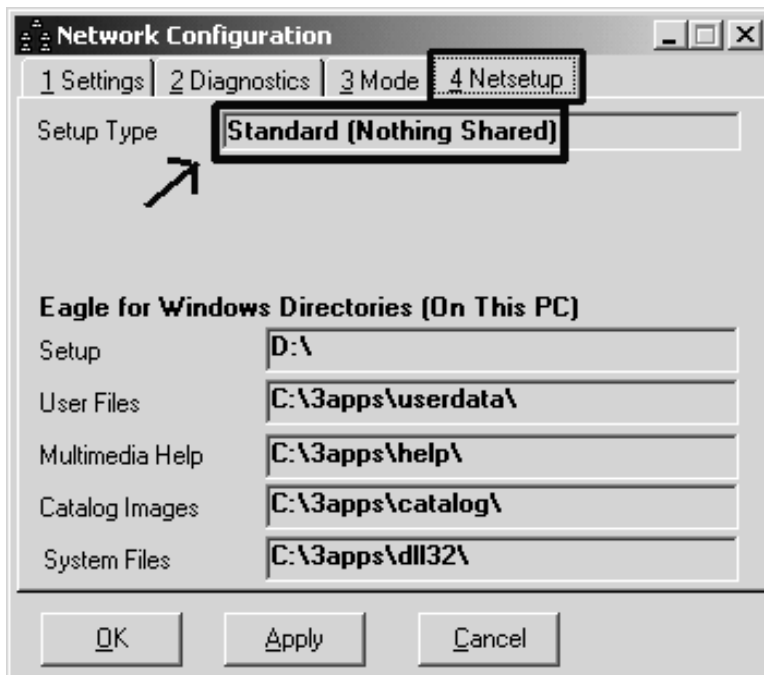 Network Configuration
1 Settings 2 Diagnostics 3 Mode 4 Netsetup
Setup Type Standard (Nothing Shared)
Eagle for Windows Directories (On This PC)
Setup D:\
User Files C:\3apps\userdata\
Multimedia Help C:\3apps\help\
Catalog Images C:\3apps\catalog\
System Files C:\3apps\dll32\
OK Apply Cancel